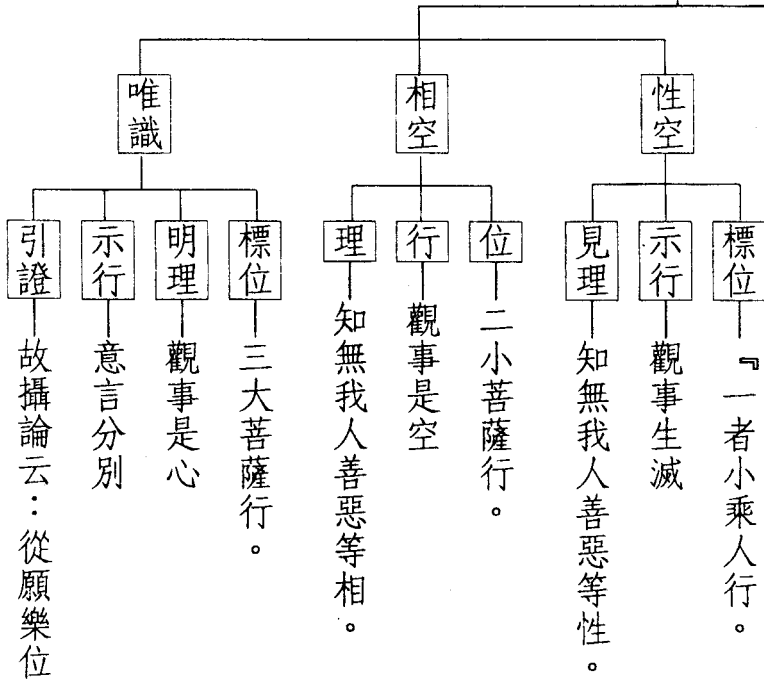 性空
標位
『一者小乘人行。
示行
觀事生滅
見理
知無我人善惡等性。
相空
位
二小菩薩行。
行
觀事是空
理
知無我人善惡等相。
唯識
標位
三大菩薩行。
明理
觀事是心
示行
意言分別
引證
故攝論云：從願樂位